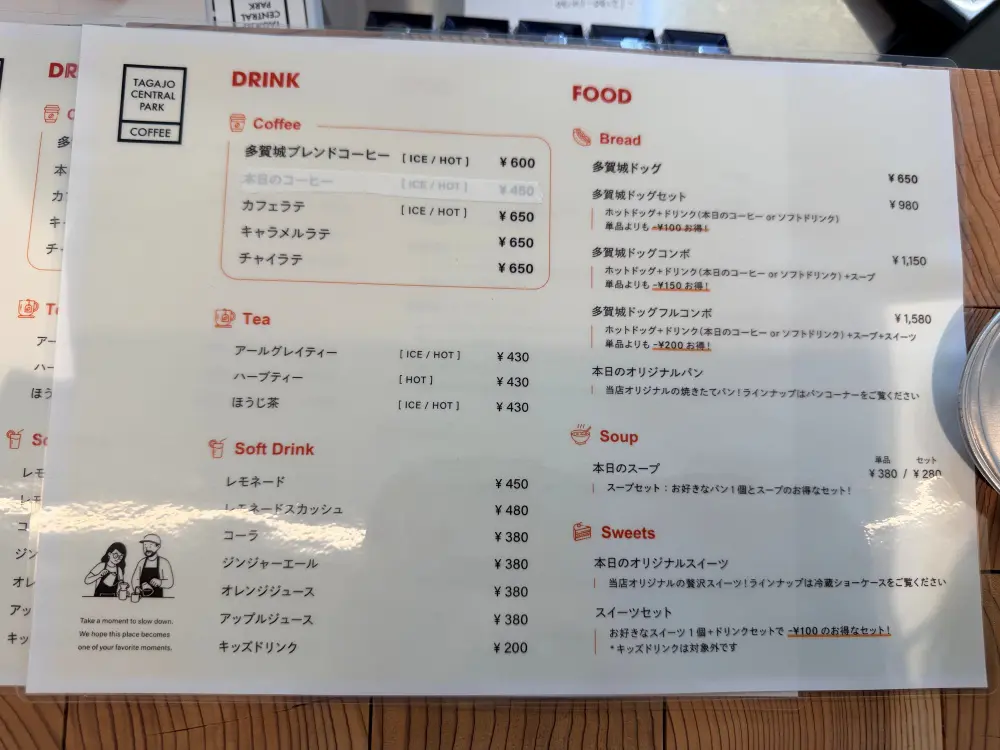 TAGAJO
CENTRAL
PARK
COFFEE
DRINK
Coffee
多賀城ブレンドコーヒー [ ICE / HOT ] ¥600
本日のコーヒー [ ICE / HOT ] ¥450
カフェラテ [ ICE / HOT ] ¥650
キャラメルラテ ¥650
チャイラテ ¥650
Tea
アールグレイティー [ ICE / HOT ] ¥430
ハーブティー [ HOT ] ¥430
ほうじ茶 [ ICE / HOT ] ¥430
Soft Drink
レモネード ¥450
レモネードスカッシュ ¥480
コーラ ¥380
ジンジャーエール ¥380
オレンジジュース ¥380
アップルジュース ¥380
キッズドリンク ¥200
Take a moment to slow down.
We hope this place becomes
one of your favorite moments.
FOOD
Bread
多賀城ドッグ ¥650
多賀城ドッグセット ¥980
ホットドッグ+ドリンク(本日のコーヒー or ソフトドリンク)
単品よりも -¥100 お得!
多賀城ドッグコンボ ¥1,150
ホットドッグ+ドリンク(本日のコーヒー or ソフトドリンク)+スープ
単品よりも -¥150 お得!
多賀城ドッグフルコンボ ¥1,580
ホットドッグ+ドリンク(本日のコーヒー or ソフトドリンク)+スープ+スイーツ
単品よりも -¥200 お得!
本日のオリジナルパン
当店オリジナルの焼きたてパン!ラインナップはパンコーナーをご覧ください
Soup
単品 セット
本日のスープ ¥380 / ¥280
スープセット：お好きなパン1個とスープのお得なセット!
Sweets
本日のオリジナルスイーツ
当店オリジナルの贅沢スイーツ!ラインナップは冷蔵ショーケースをご覧ください
スイーツセット
お好きなスイーツ1個+ドリンクセットで -¥100 のお得なセット!
*キッズドリンクは対象外です